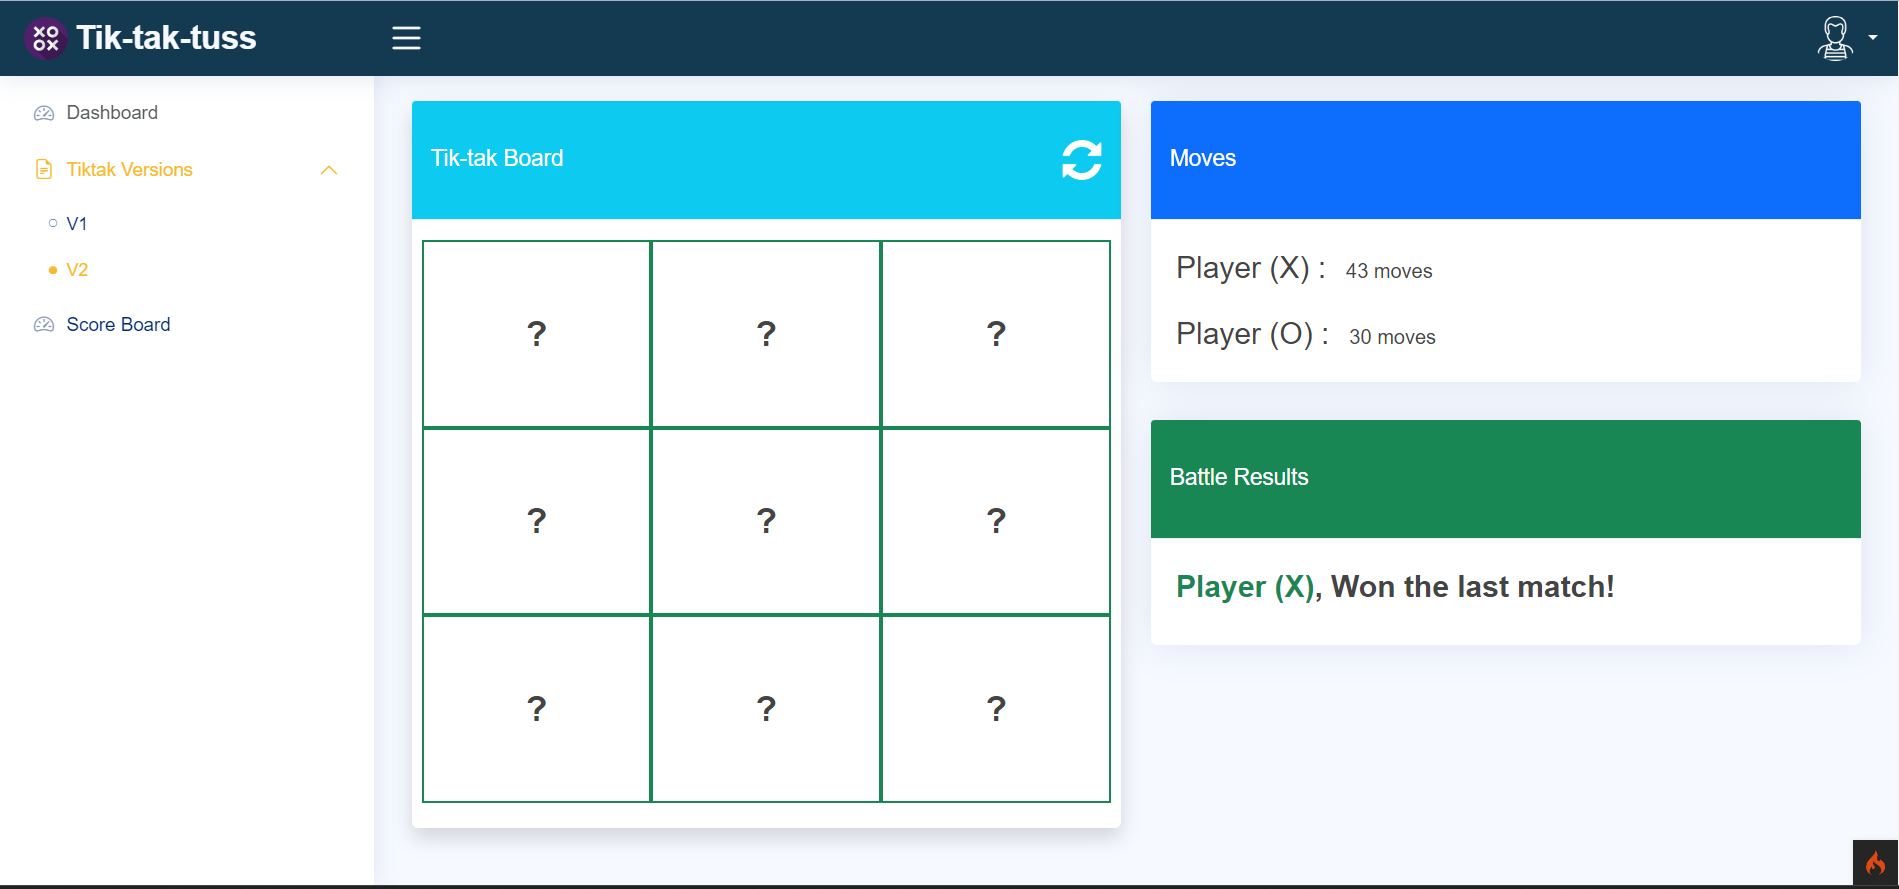 XO
OX
Tik-tak-tuss
Dashboard
Tiktak Versions
V1
V2
Score Board
Tik-tak Board
? ? ?
? ? ?
? ? ?
Moves
Player (X) : 43 moves
Player (O) : 30 moves
Battle Results
Player (X), Won the last match!